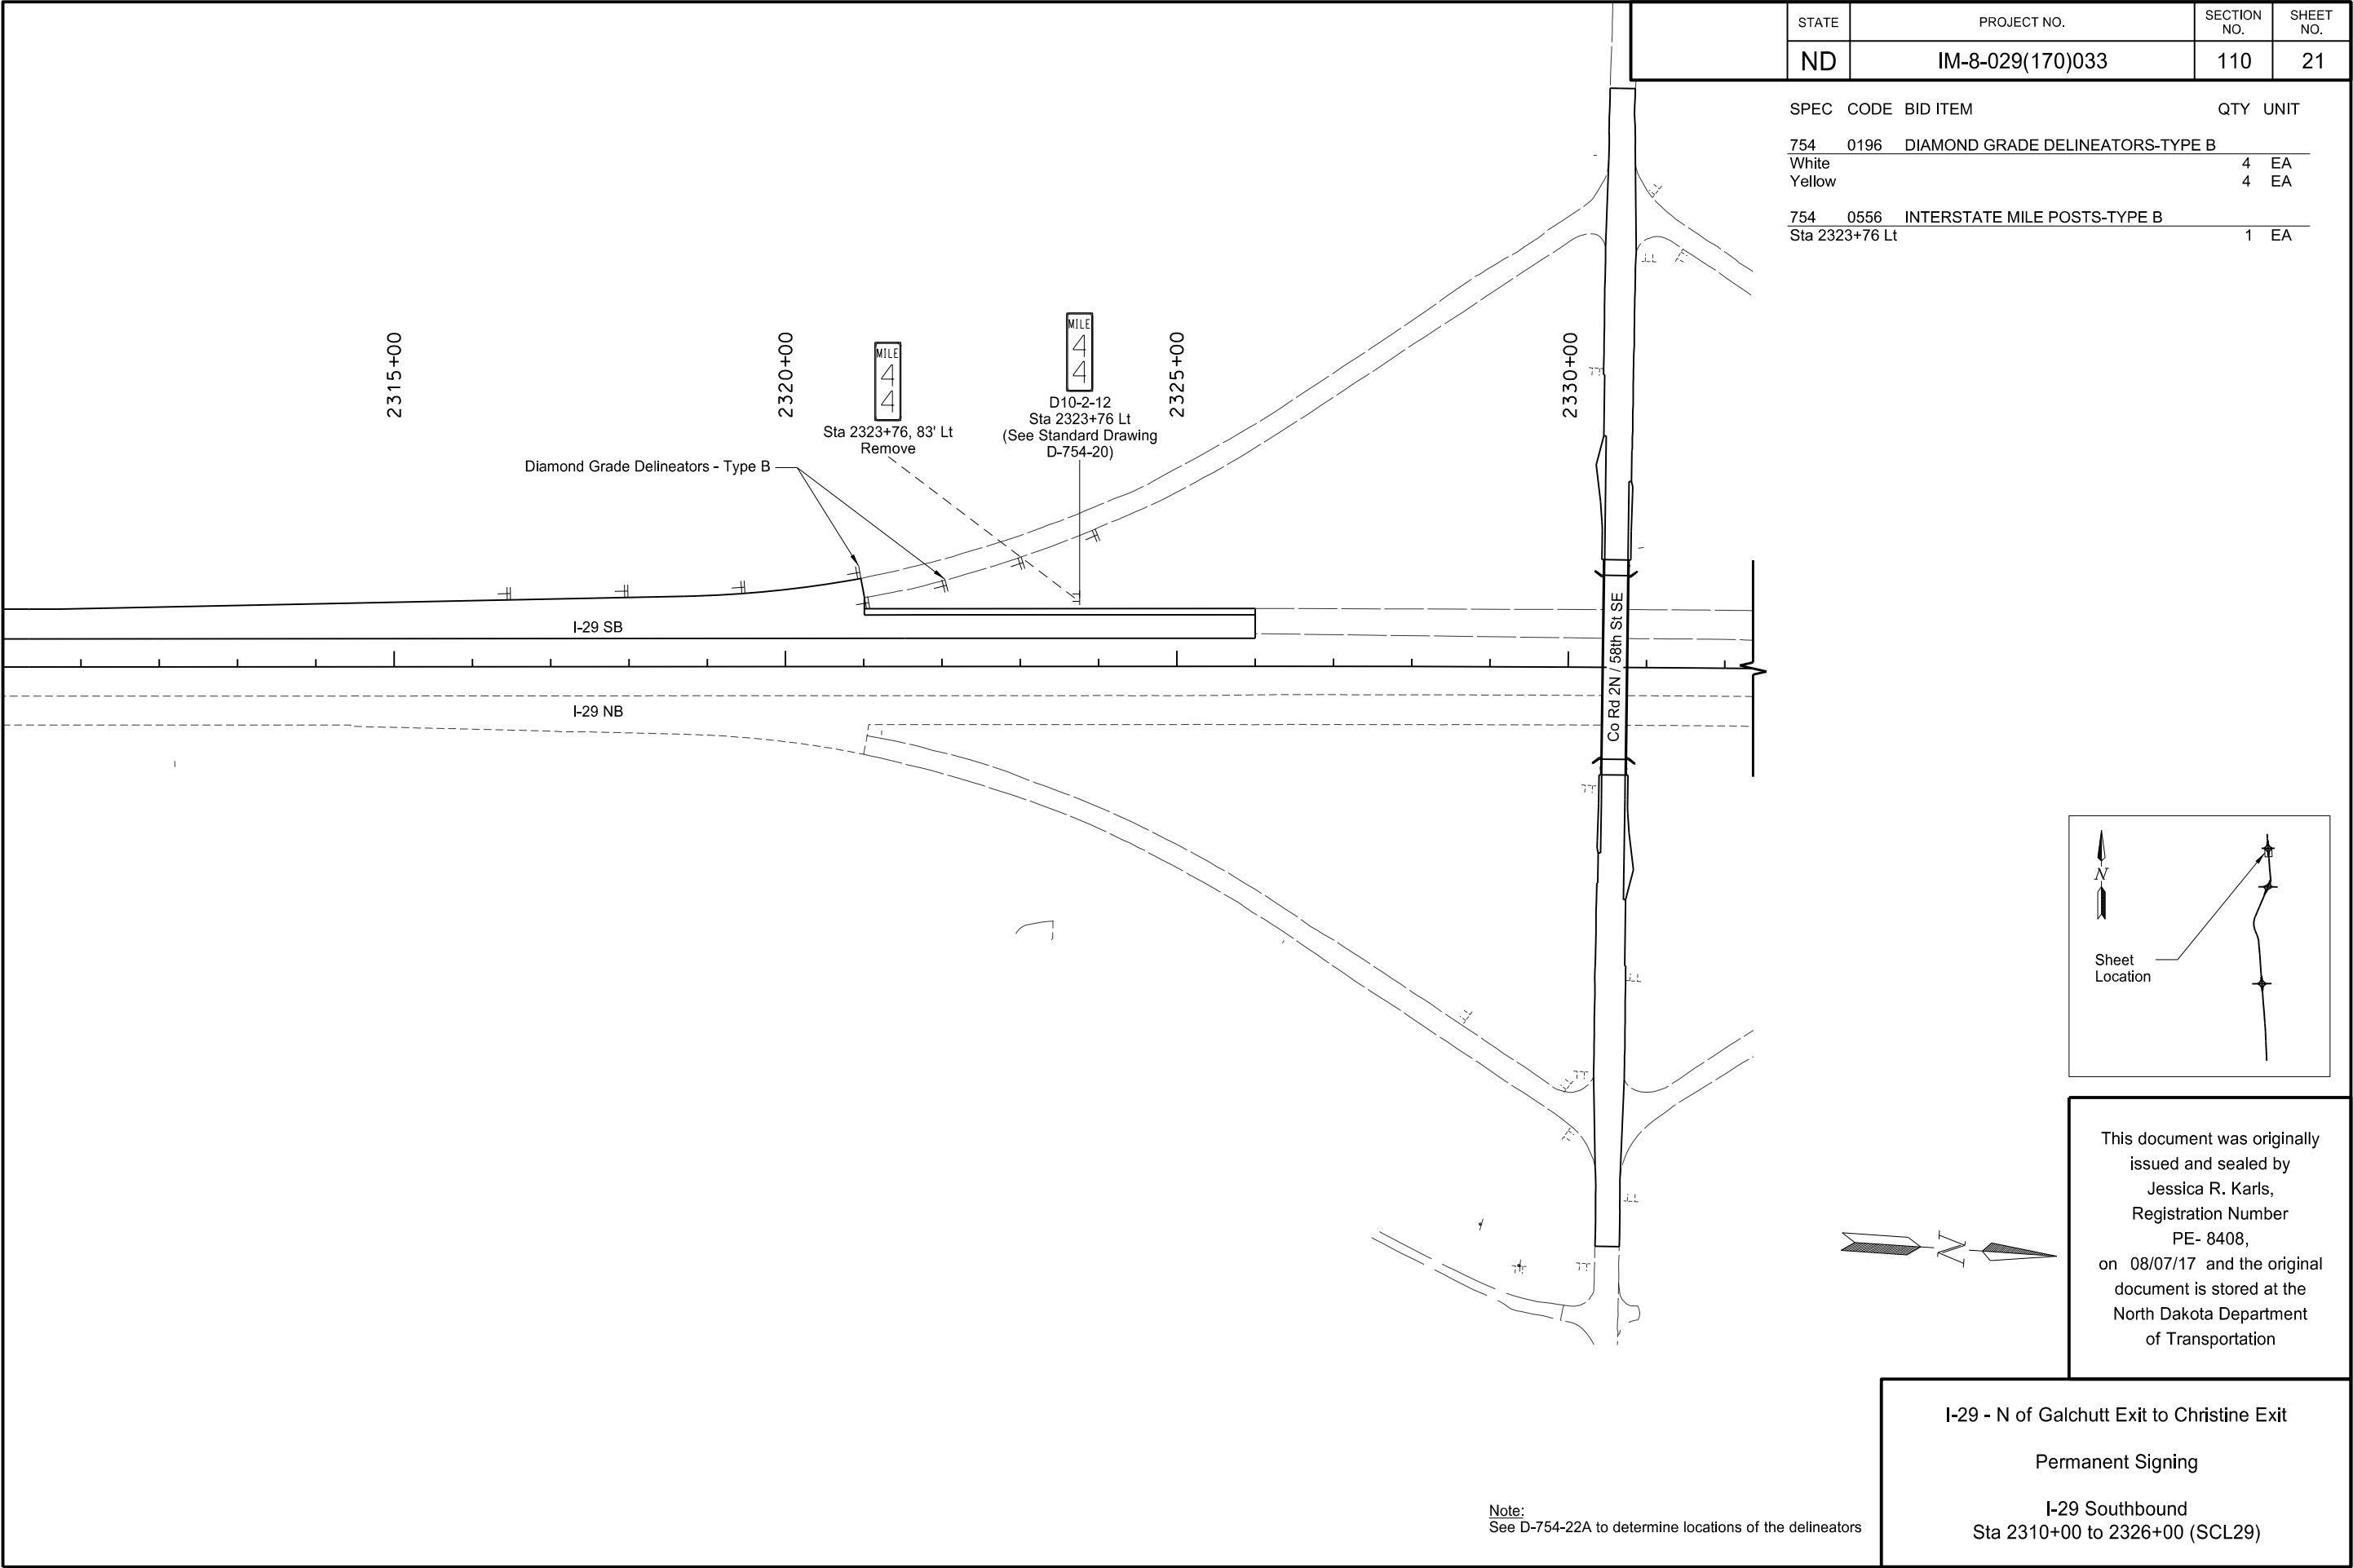 STATE
PROJECT NO.
SECTION NO.
SHEET NO.
ND
IM-8-029(170)033
110
21
SPEC CODE BID ITEM QTY UNIT
754 0196 DIAMOND GRADE DELINEATORS-TYPE B
White 4 EA
Yellow 4 EA
754 0556 INTERSTATE MILE POSTS-TYPE B
Sta 2323+76 Lt 1 EA
2315+00
2320+00
2325+00
2330+00
MILE
4
4
Sta 2323+76, 83' Lt
Remove
MILE
4
4
D10-2-12
Sta 2323+76 Lt
(See Standard Drawing
D-754-20)
Diamond Grade Delineators - Type B
I-29 SB
I-29 NB
Co Rd 2N / 58th St SE
N
Sheet
Location
N
This document was originally
issued and sealed by
Jessica R. Karls,
Registration Number
PE- 8408,
on 08/07/17 and the original
document is stored at the
North Dakota Department
of Transportation
I-29 - N of Galchutt Exit to Christine Exit
Permanent Signing
I-29 Southbound
Sta 2310+00 to 2326+00 (SCL29)
Note:
See D-754-22A to determine locations of the delineators